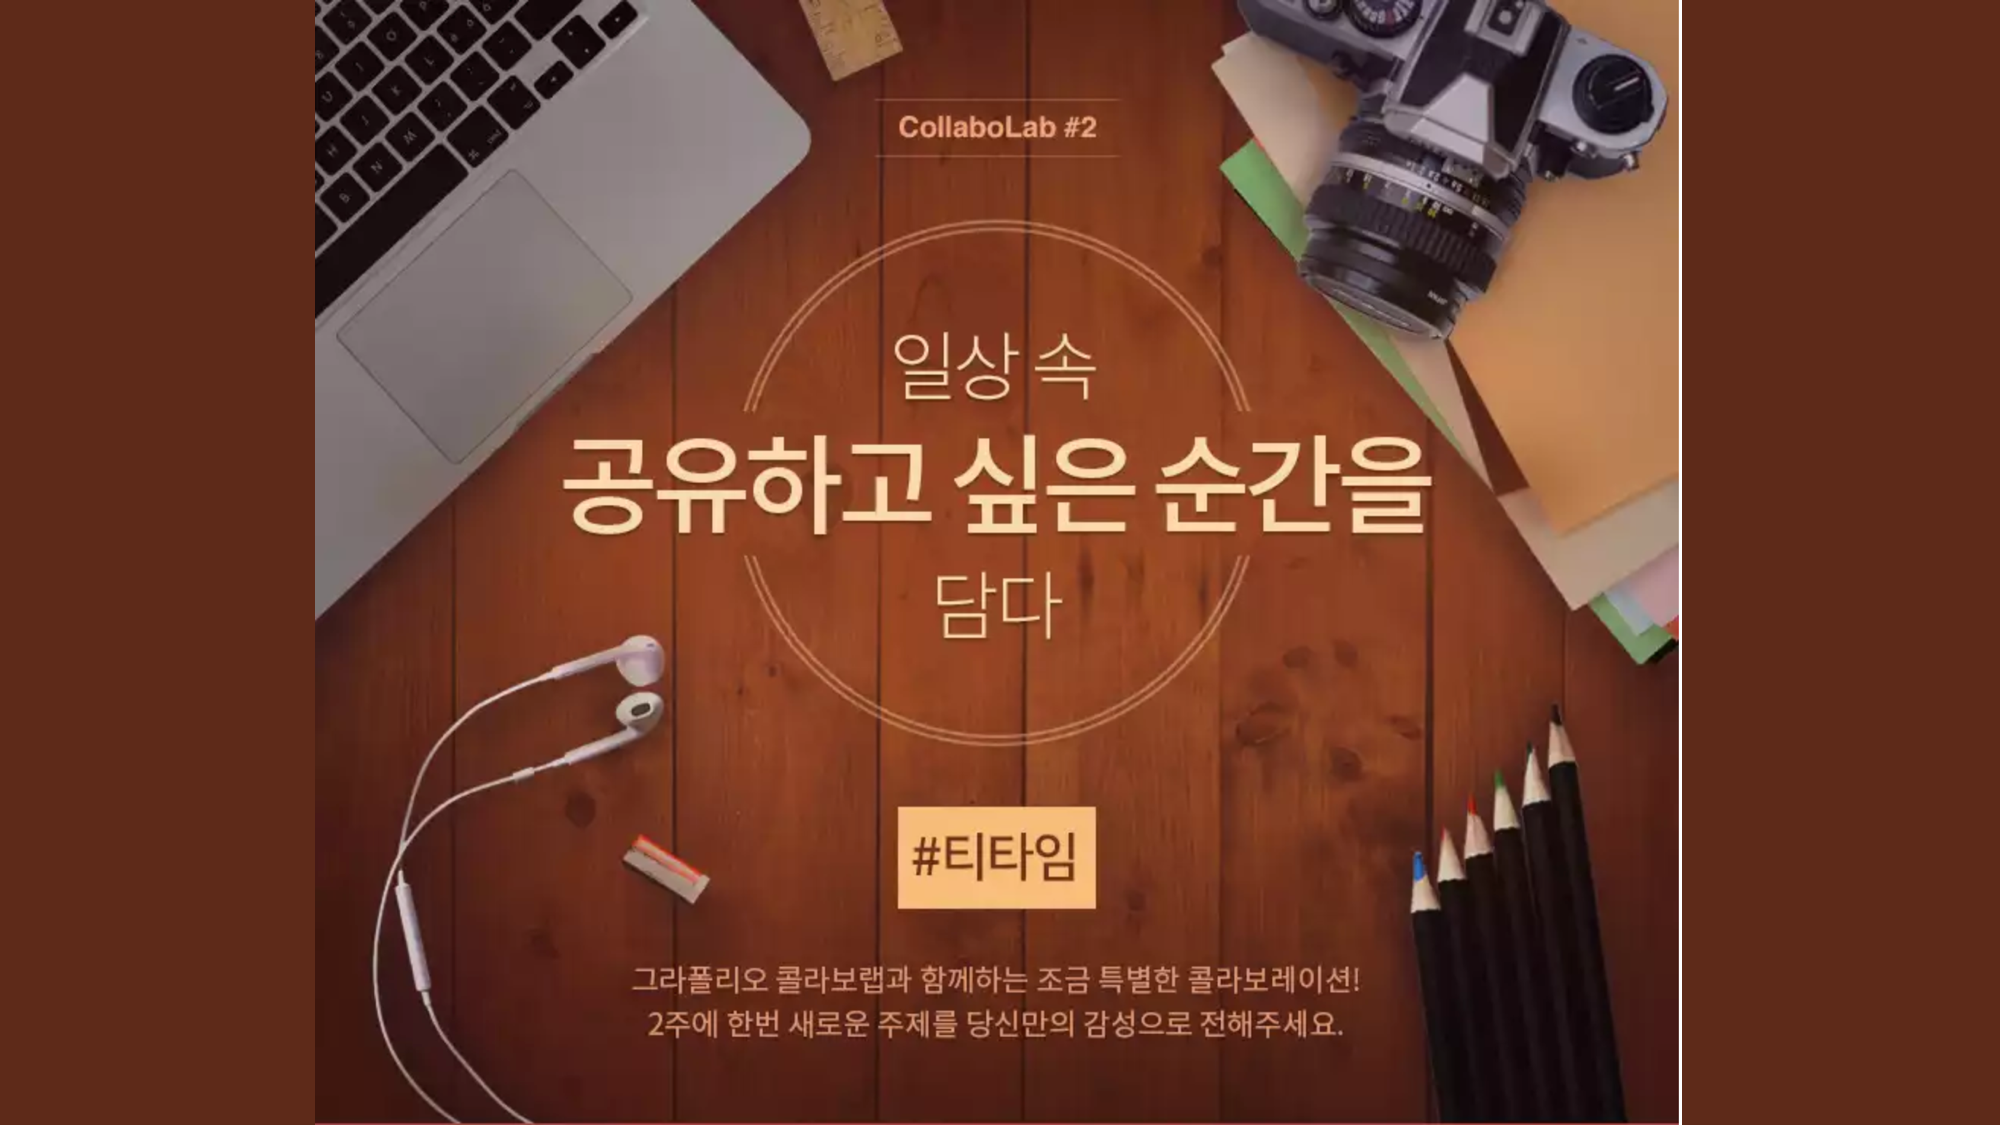 CollaboLab #2
일상 속
공유하고 싶은 순간을
담다
#티타임
그라폴리오 콜라보랩과 함께하는 조금 특별한 콜라보레이션!
2주에 한번 새로운 주제를 당신만의 감성으로 전해주세요.